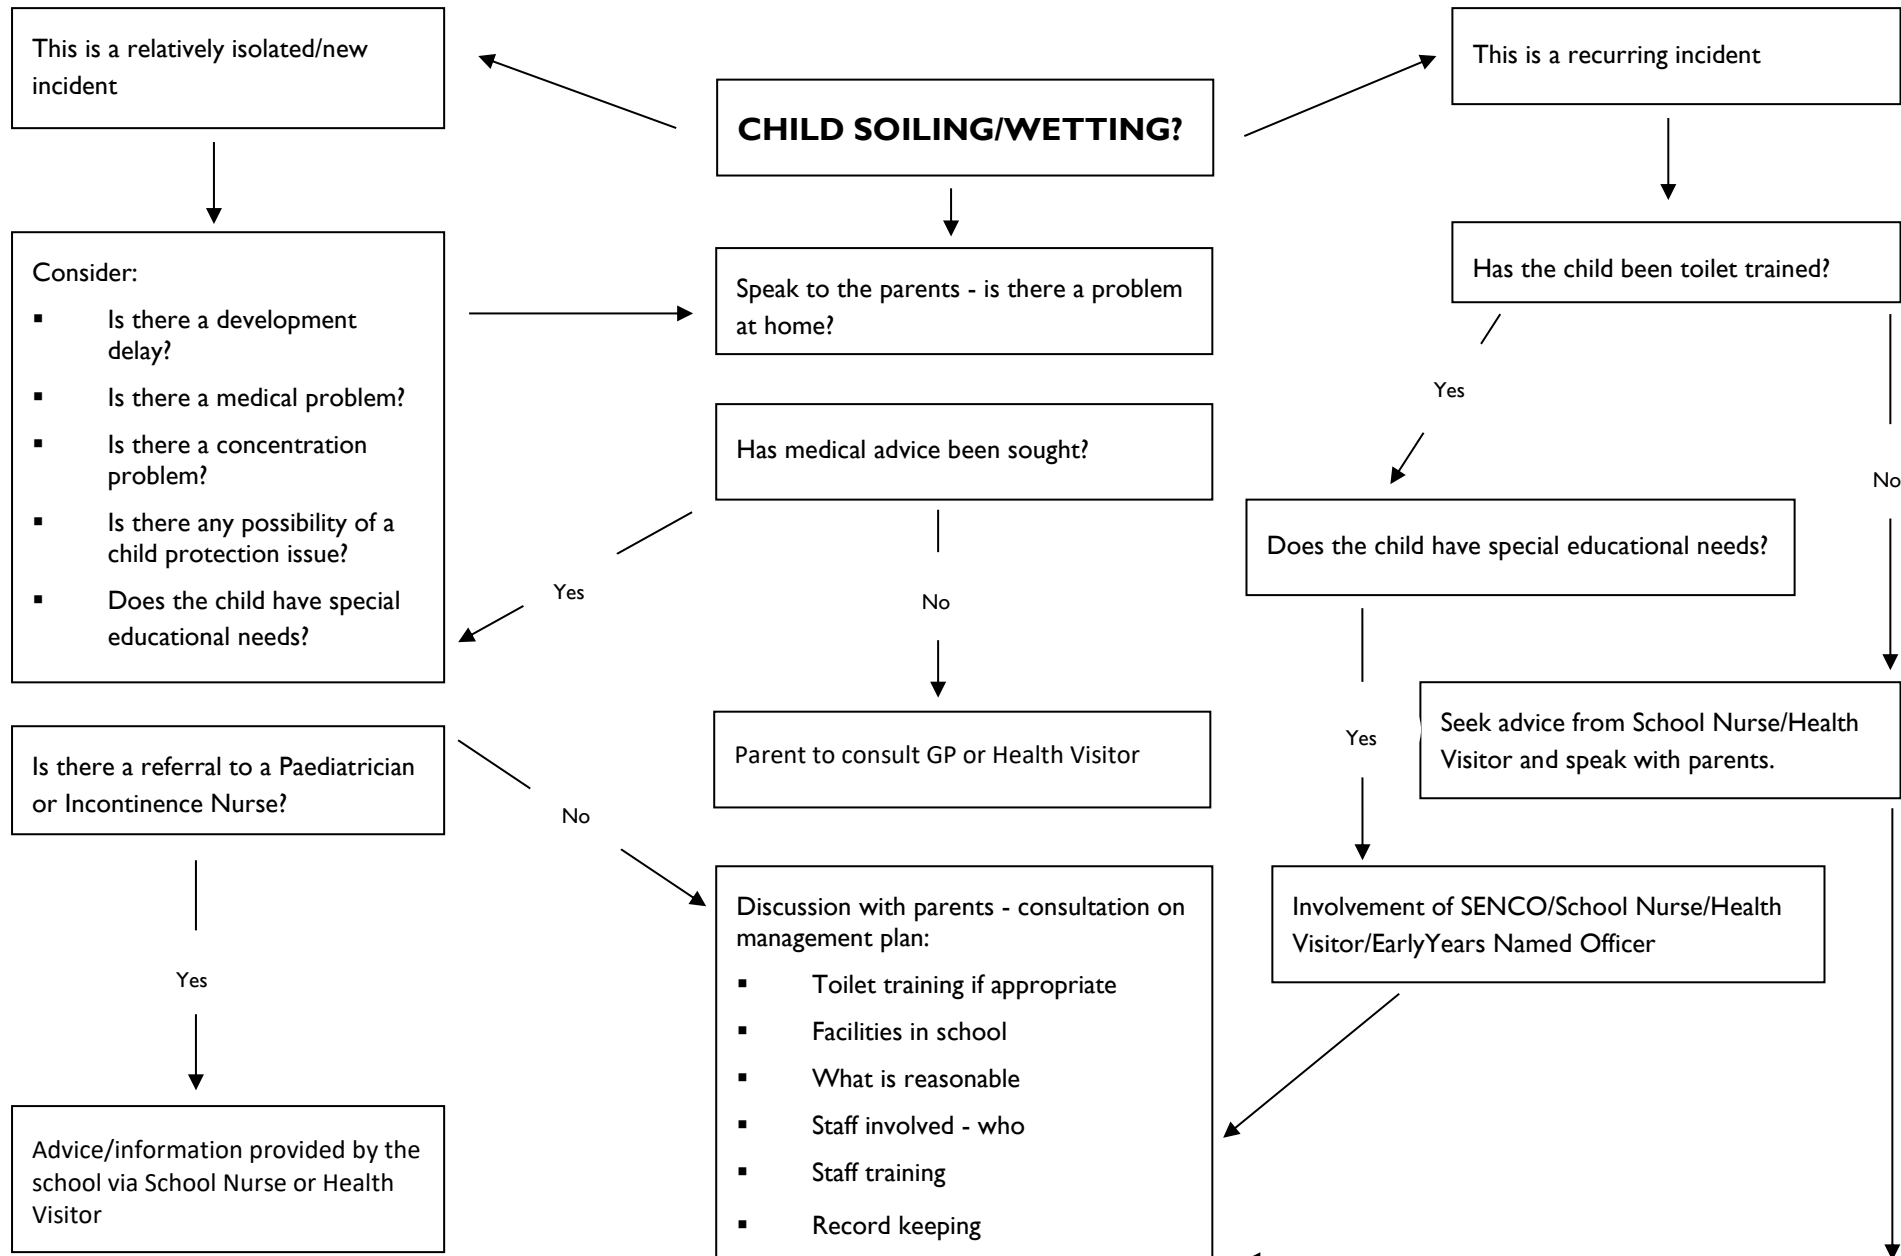 This is a relatively isolated/new
incident
CHILD SOILING/WETTING?
This is a recurring incident
Consider:
▪ Is there a development
delay?
▪ Is there a medical problem?
▪ Is there a concentration
problem?
▪ Is there any possibility of a
child protection issue?
▪ Does the child have special
educational needs?
Speak to the parents - is there a problem
at home?
Has the child been toilet trained?
Yes
No
Has medical advice been sought?
Yes
No
Does the child have special educational needs?
Yes
Seek advice from School Nurse/Health
Visitor and speak with parents.
Is there a referral to a Paediatrician
or Incontinence Nurse?
No
Yes
Parent to consult GP or Health Visitor
Discussion with parents - consultation on
management plan:
▪ Toilet training if appropriate
▪ Facilities in school
▪ What is reasonable
▪ Staff involved - who
▪ Staff training
▪ Record keeping
Involvement of SENCO/School Nurse/Health
Visitor/EarlyYears Named Officer
Advice/information provided by the
school via School Nurse or Health
Visitor